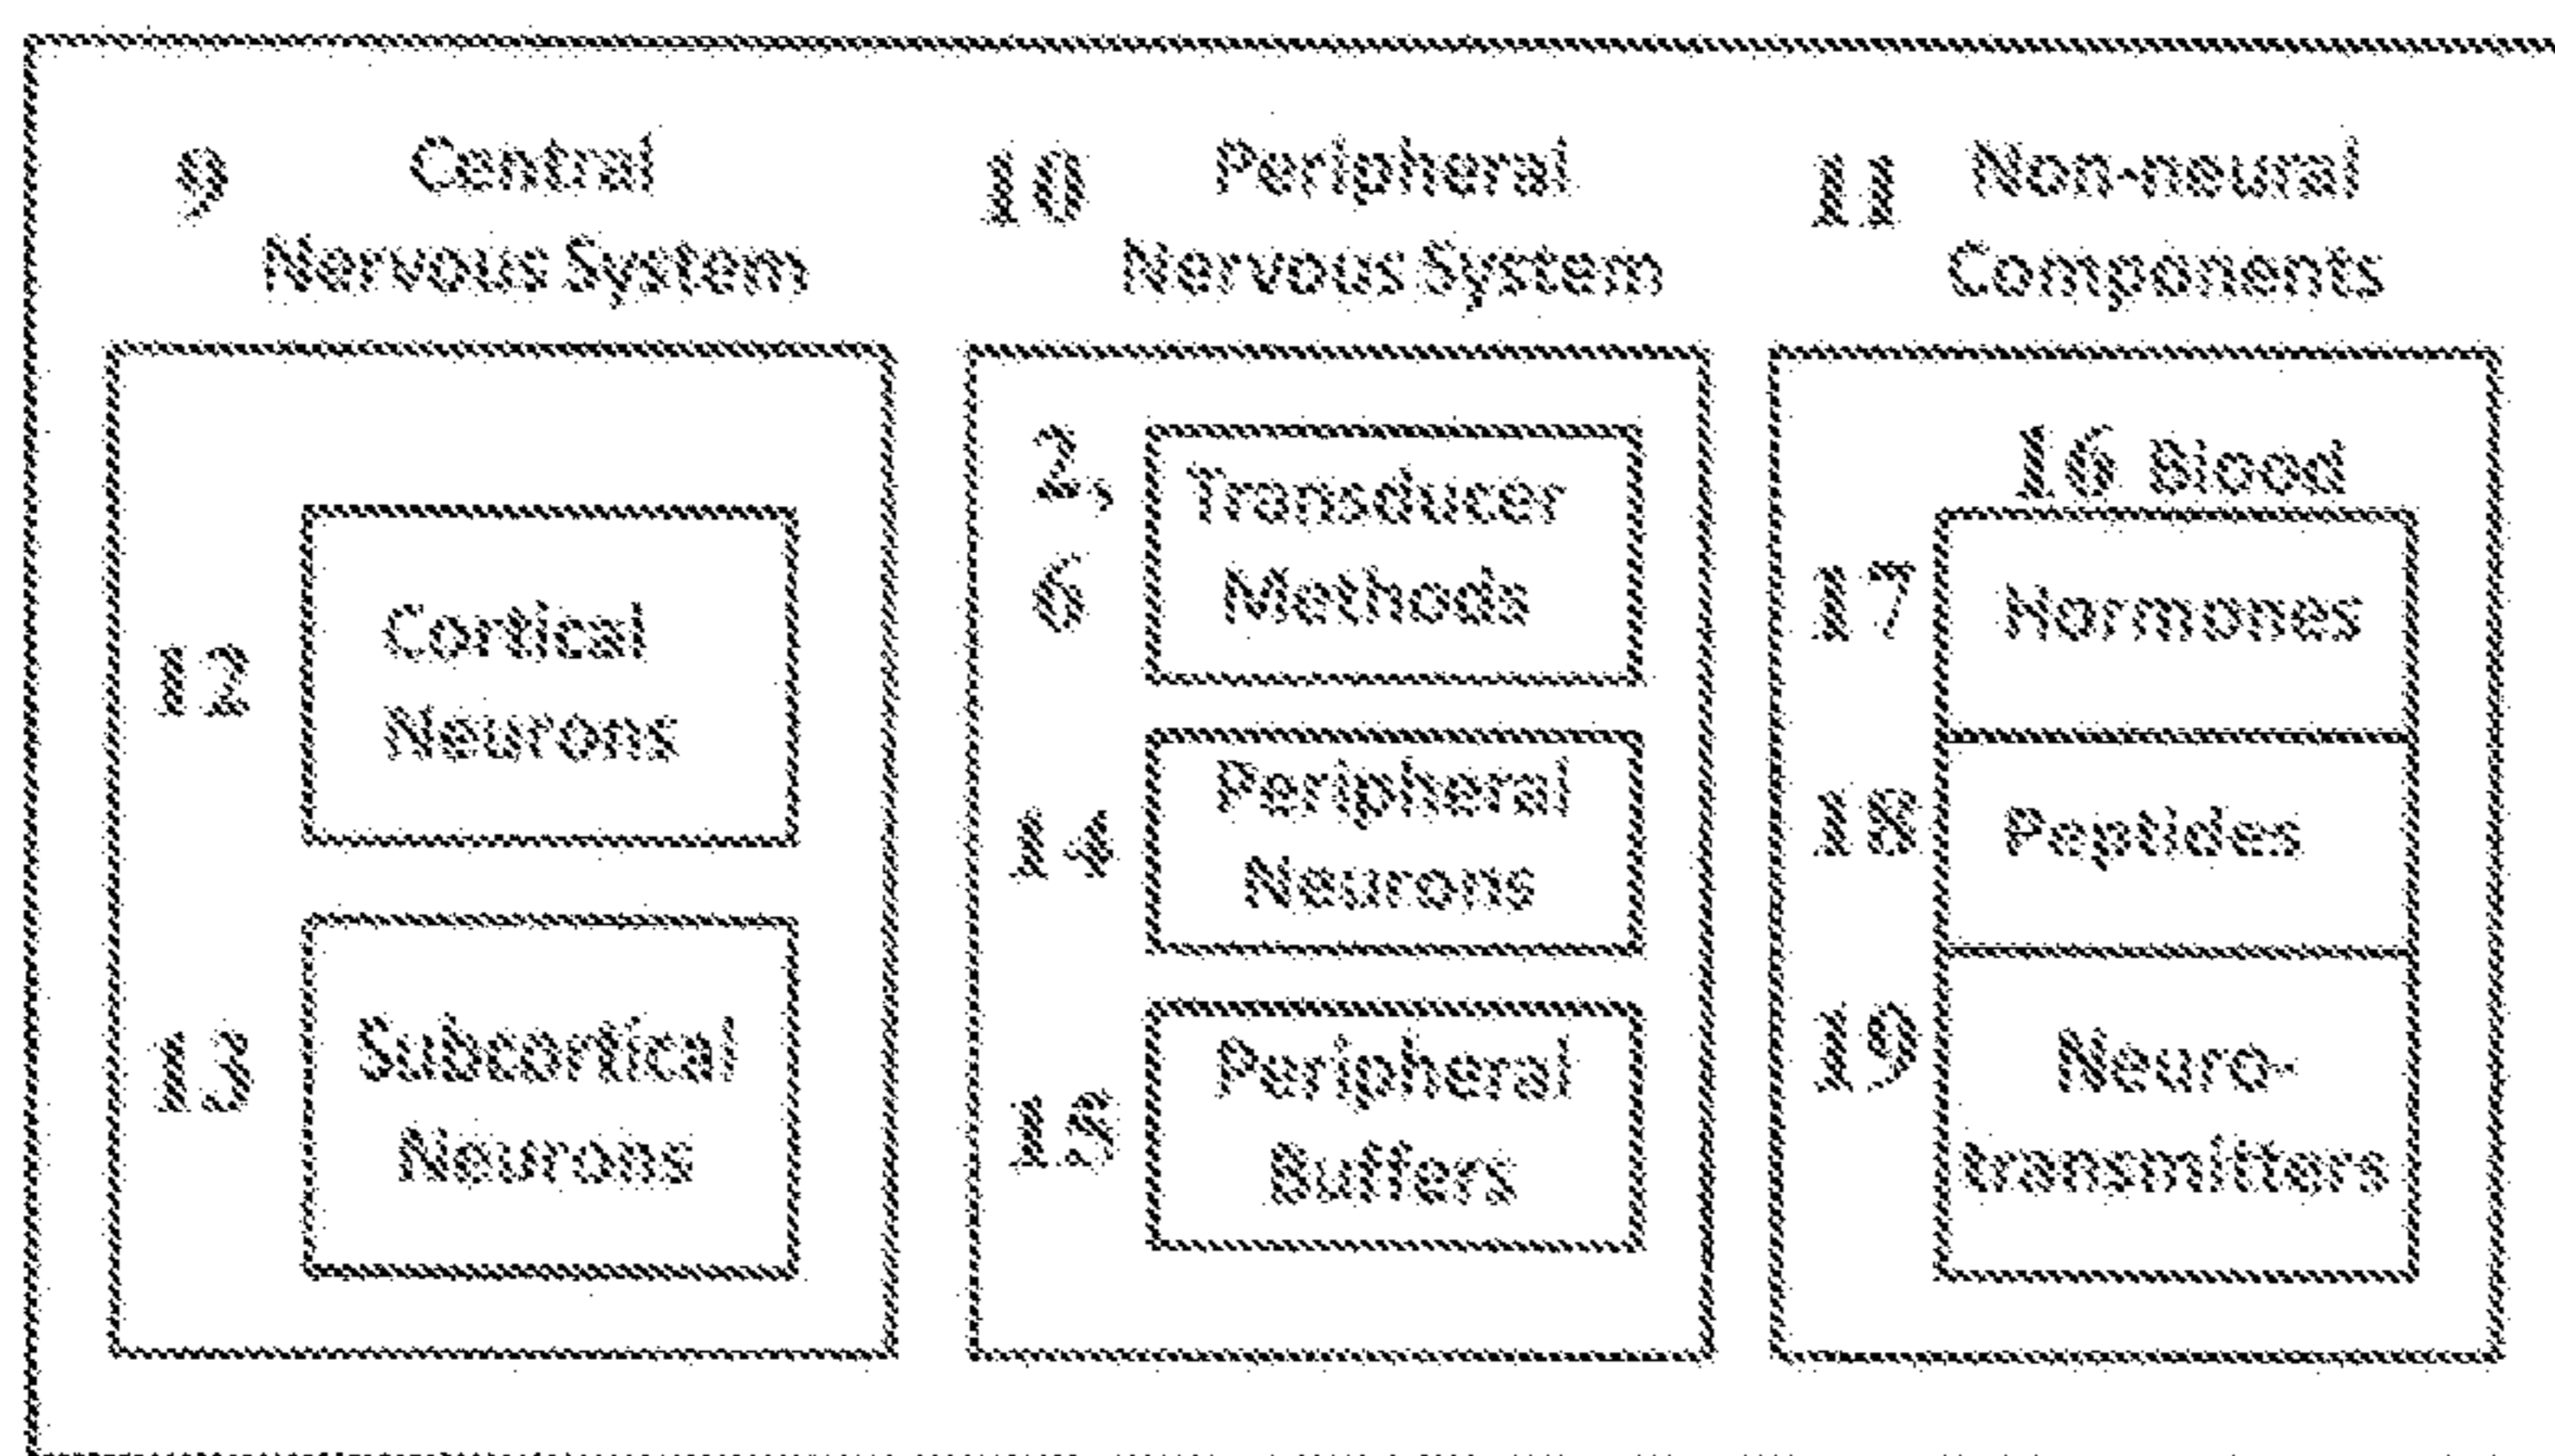 9 Central
Nervous System
12 Cortical
Neurons
13 Subcortical
Neurons
10 Peripheral
Nervous System
2, Transducer
6 Methods
14 Peripheral
Neurons
15 Peripheral
Buffers
11 Non-neural
Components
16 Blood
17 Hormones
18 Peptides
19 Neuro-
transmitters